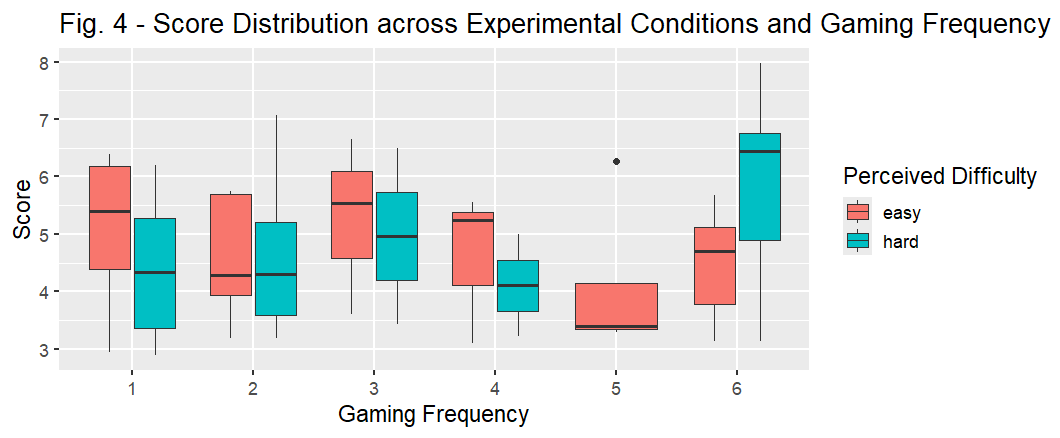 Fig. 4 - Score Distribution across Experimental Conditions and Gaming Frequency
8
7
6
5
4
3
Score
1 2 3 4 5 6
Gaming Frequency
Perceived Difficulty
easy
hard